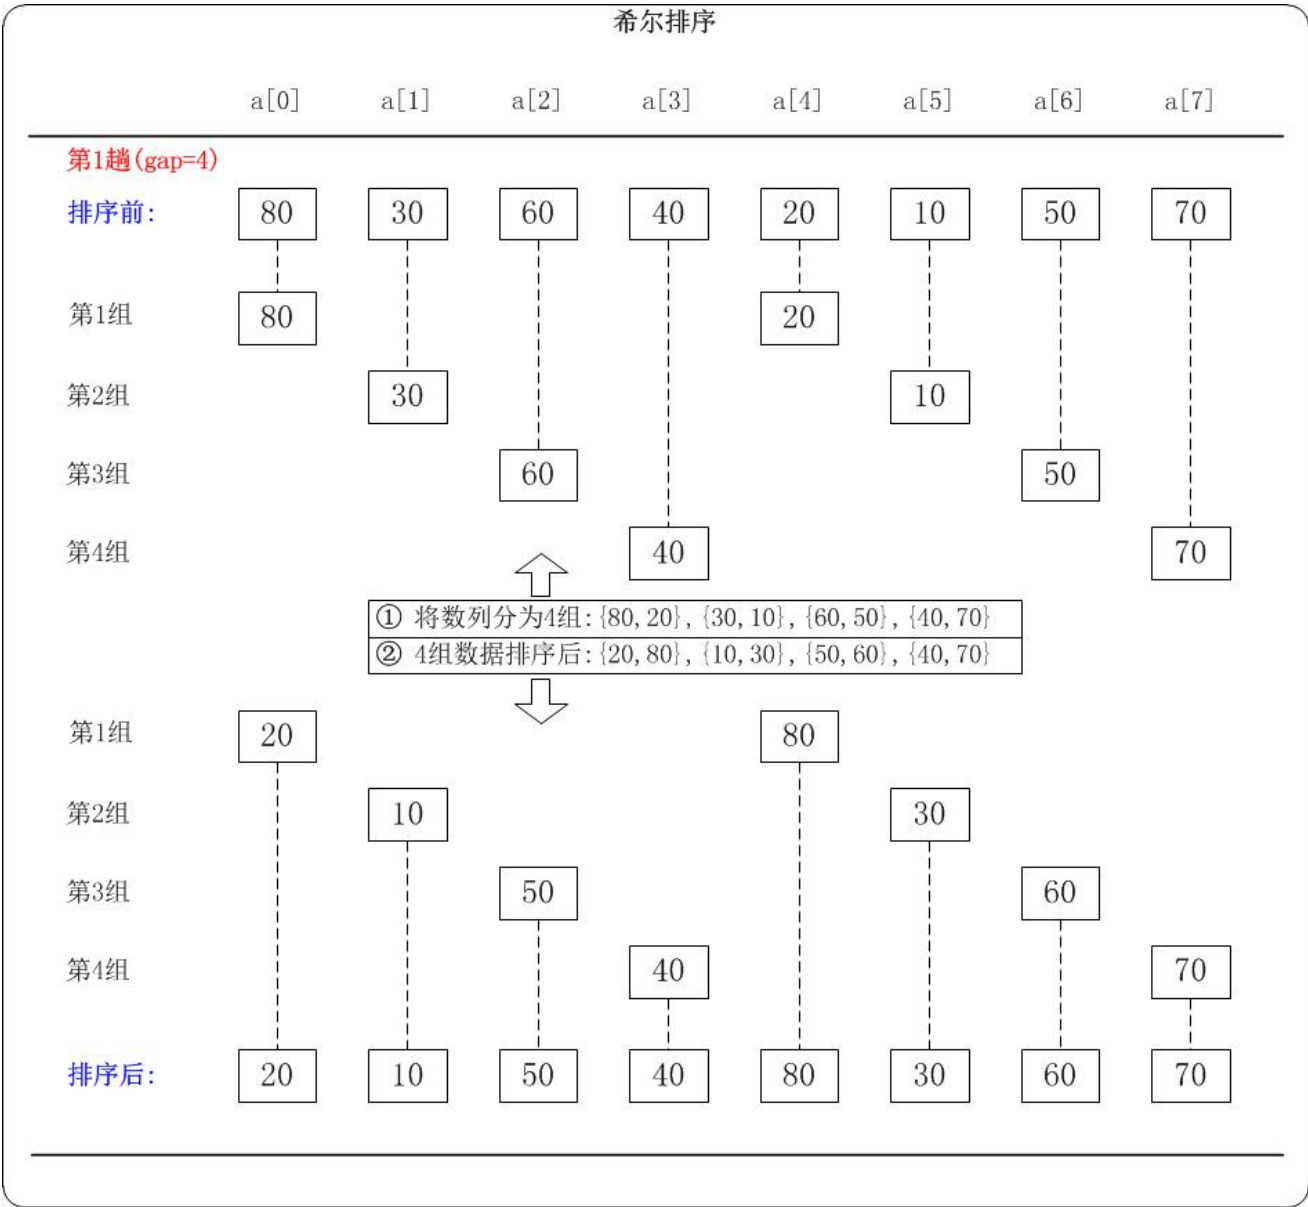 希尔排序
a[0] a[1] a[2] a[3] a[4] a[5] a[6] a[7]
第1趟(gap=4)
排序前: 80 30 60 40 20 10 50 70
第1组 80 20
第2组 30 10
第3组 60 50
第4组 40 70
① 将数列分为4组:{80,20},{30,10},{60,50},{40,70}
② 4组数据排序后:{20,80},{10,30},{50,60},{40,70}
第1组 20 80
第2组 10 30
第3组 50 60
第4组 40 70
排序后: 20 10 50 40 80 30 60 70